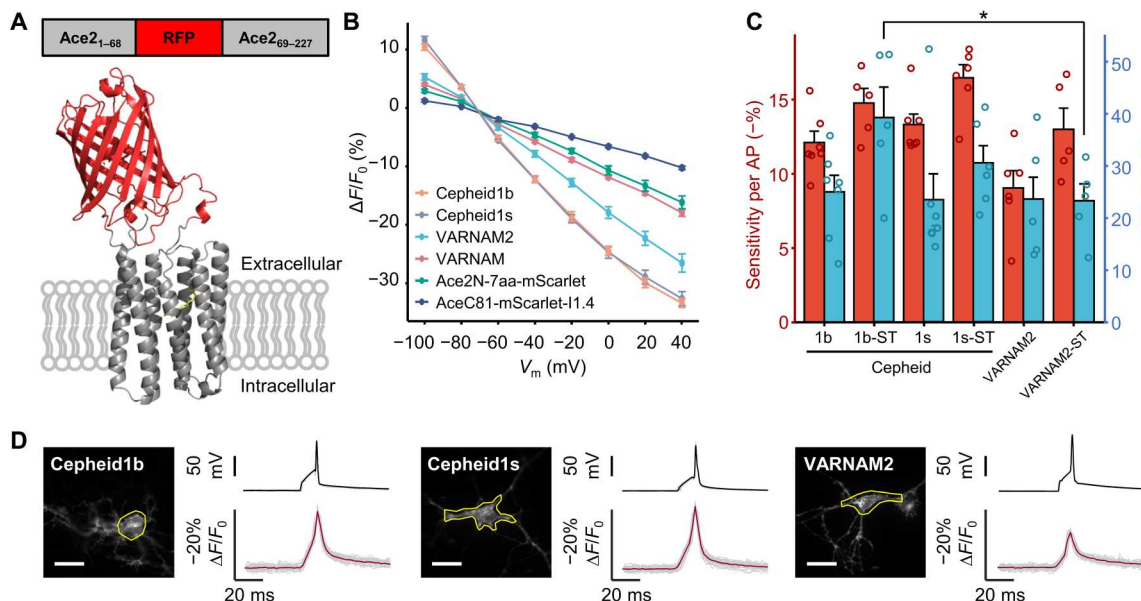 A
Ace2₁₋₆₈ RFP Ace2₆₉₋₂₂₇
Extracellular
Intracellular
B
10
0
−10
−20
−30
ΔF/F₀ (%)
Cepheid1b
Cepheid1s
VARNAM2
VARNAM
Ace2N-7aa-mScarlet
AceC81-mScarlet-I1.4
−100 −80 −60 −40 −20 0 20 40
Vₘ (mV)
C
*
Sensitivity per AP (−%)
15
10
5
0
50
40
30
20
10
0
1b 1b-ST 1s 1s-ST VARNAM2 VARNAM2-ST
Cepheid
D
Cepheid1b
50
mV
−20%
ΔF/F₀
20 ms
Cepheid1s
50
mV
−20%
ΔF/F₀
20 ms
VARNAM2
50
mV
−20%
ΔF/F₀
20 ms